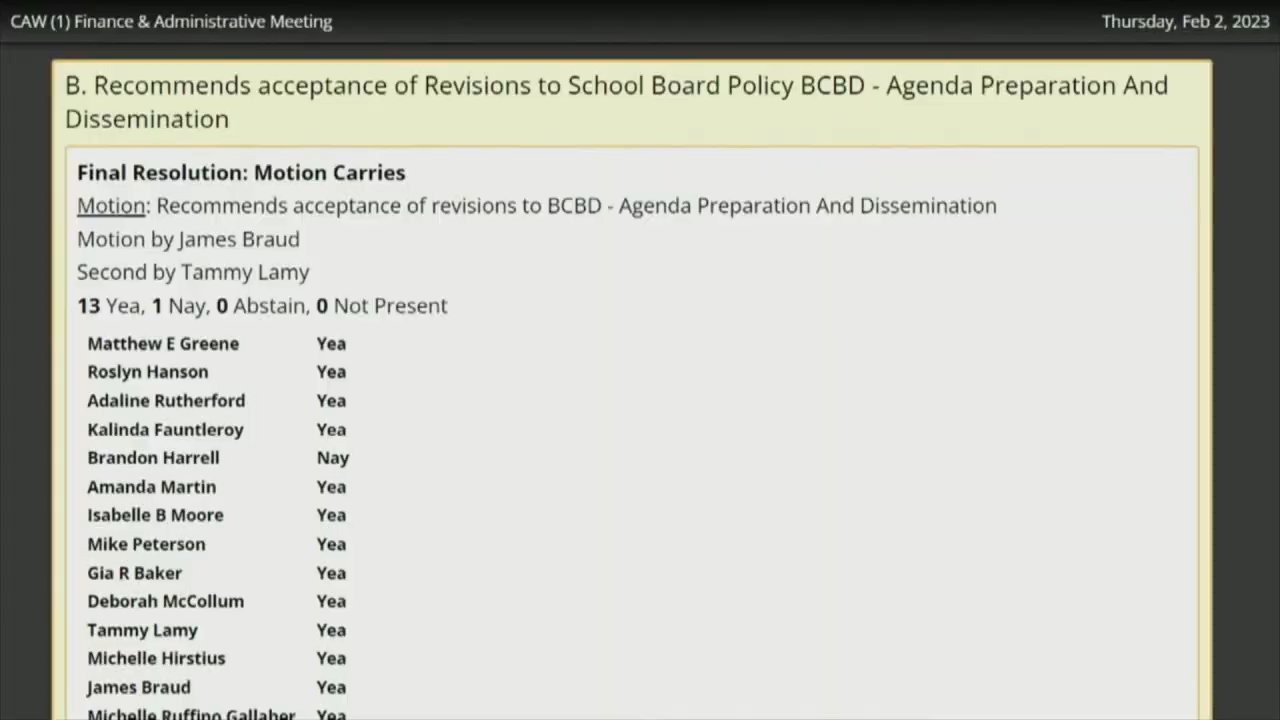 CAW (1) Finance & Administrative Meeting
Thursday, Feb 2, 2023
B. Recommends acceptance of Revisions to School Board Policy BCBD - Agenda Preparation And
Dissemination
Final Resolution: Motion Carries
Motion: Recommends acceptance of revisions to BCBD - Agenda Preparation And Dissemination
Motion by James Braud
Second by Tammy Lamy
13 Yea, 1 Nay, 0 Abstain, 0 Not Present
Matthew E Greene Yea
Roslyn Hanson Yea
Adaline Rutherford Yea
Kalinda Fauntleroy Yea
Brandon Harrell Nay
Amanda Martin Yea
Isabelle B Moore Yea
Mike Peterson Yea
Gia R Baker Yea
Deborah McCollum Yea
Tammy Lamy Yea
Michelle Hirstius Yea
James Braud Yea
Michelle Ruffino Gallaher Yea